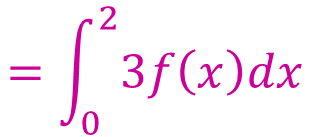 = ∫₀² 3f(x)dx